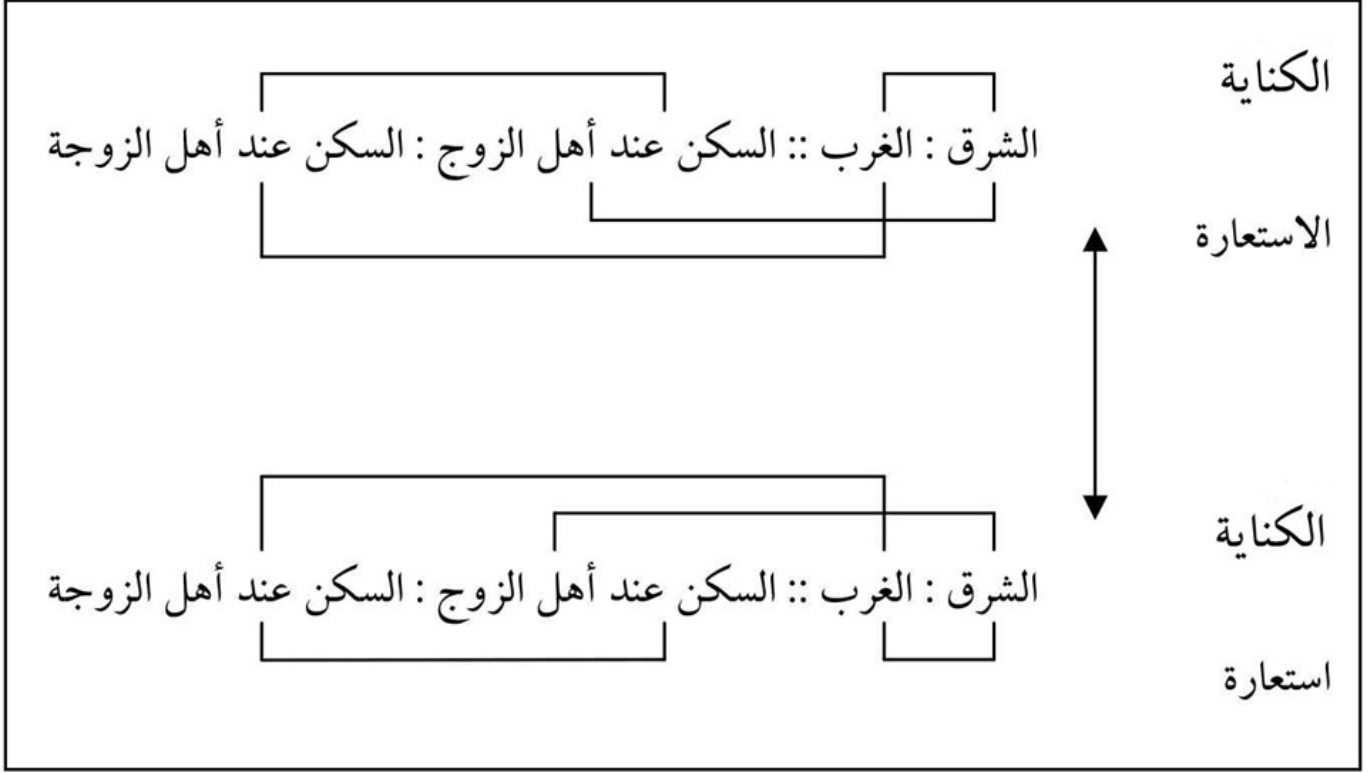 الكناية
الشرق : الغرب :: السكن عند أهل الزوج : السكن عند أهل الزوجة
الاستعارة
الكناية
الشرق : الغرب :: السكن عند أهل الزوج : السكن عند أهل الزوجة
استعارة